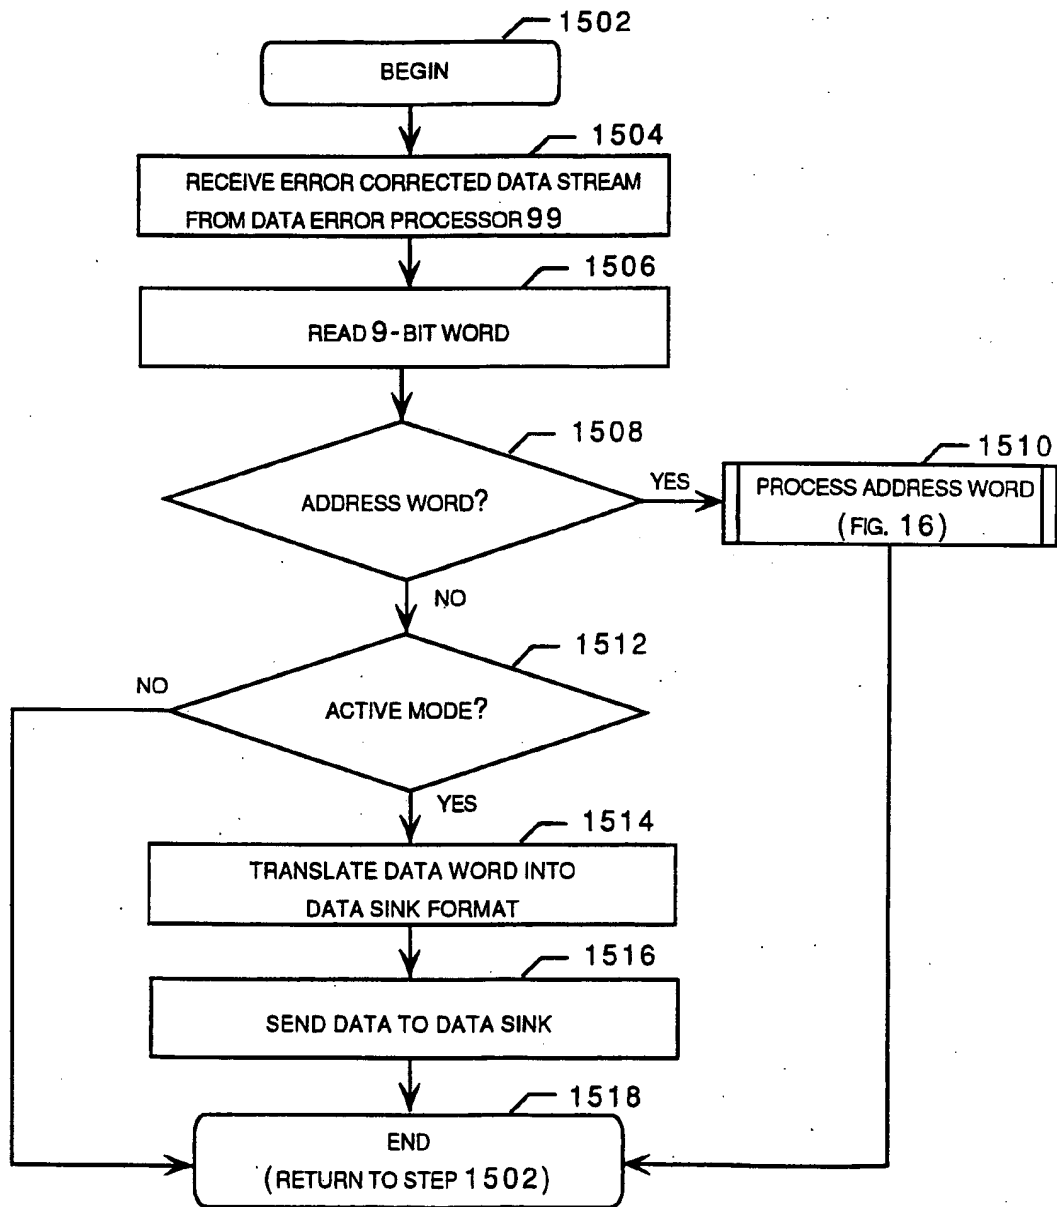 1502
BEGIN
1504
RECEIVE ERROR CORRECTED DATA STREAM
FROM DATA ERROR PROCESSOR 99
1506
READ 9-BIT WORD
1508
ADDRESS WORD?
YES
1510
PROCESS ADDRESS WORD
(FIG. 16)
NO
1512
NO
ACTIVE MODE?
YES
1514
TRANSLATE DATA WORD INTO
DATA SINK FORMAT
1516
SEND DATA TO DATA SINK
1518
END
(RETURN TO STEP 1502)